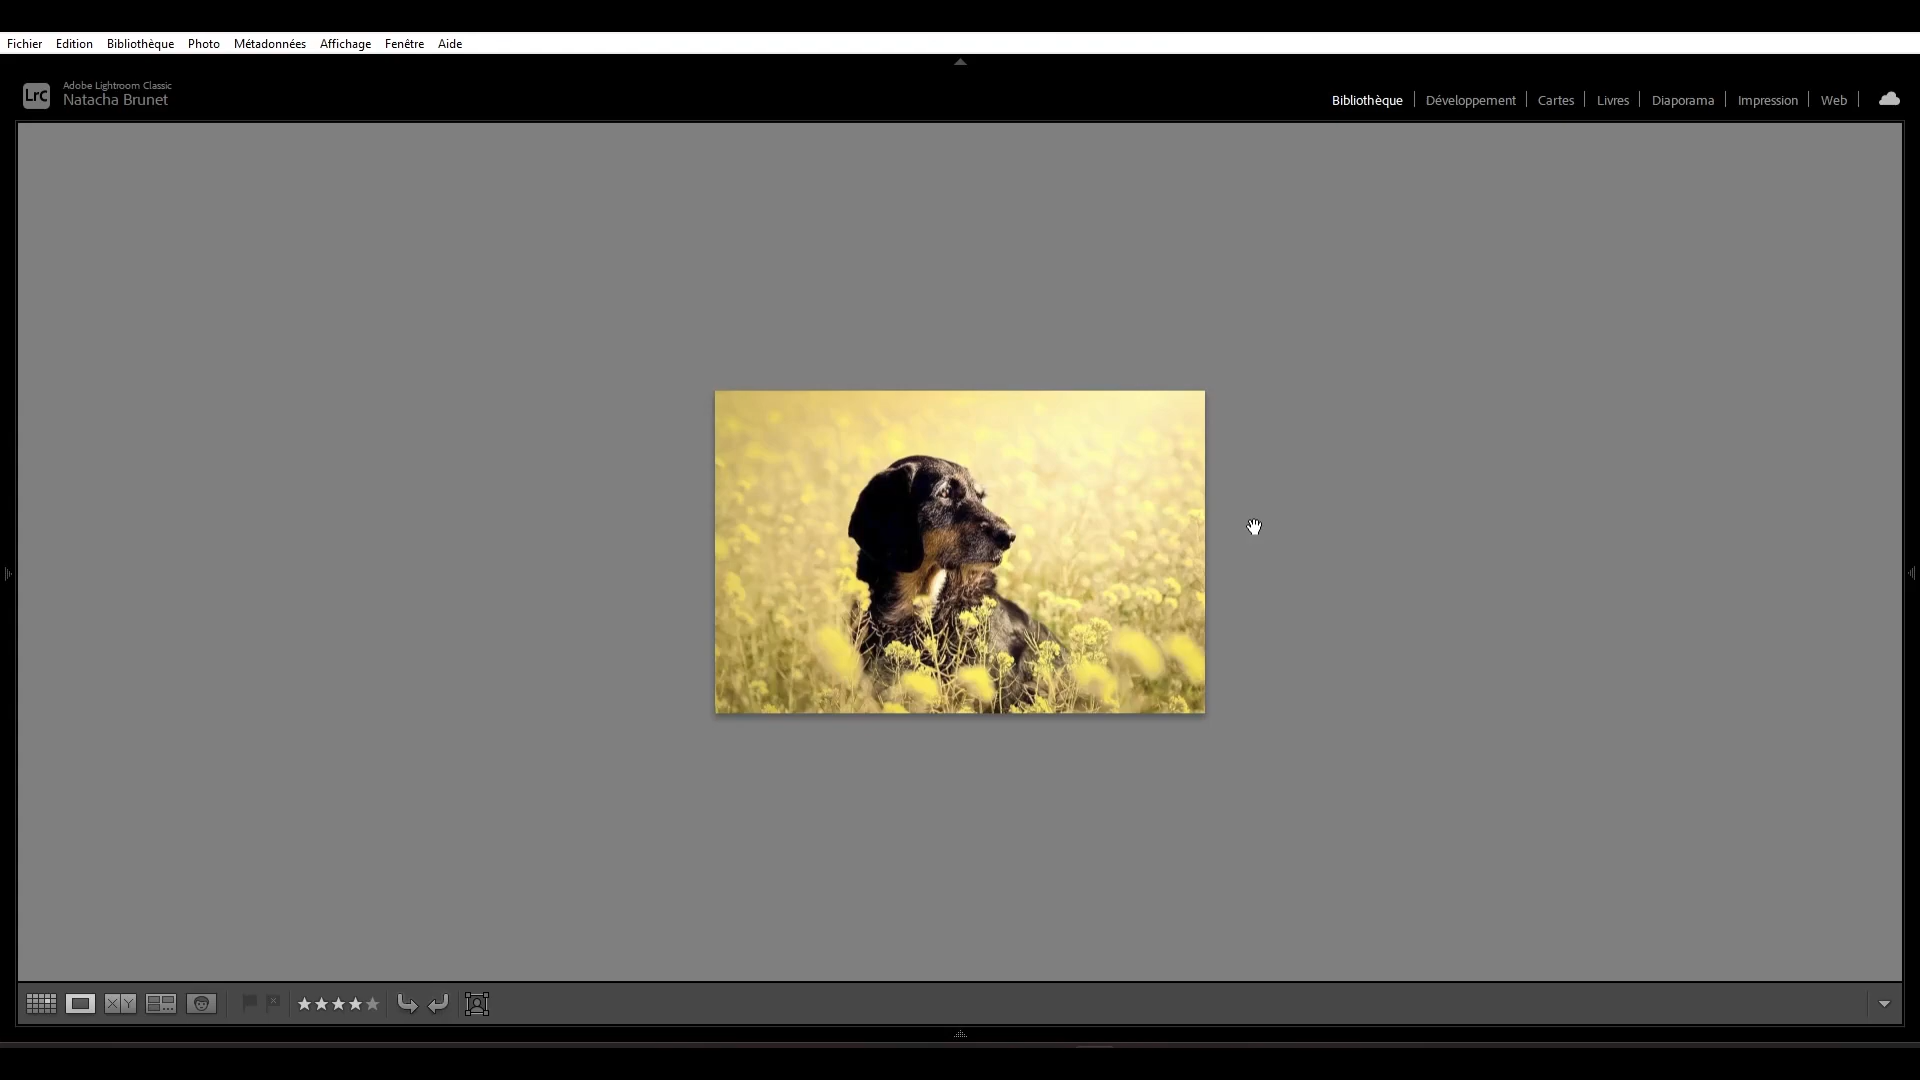 Fichier Edition Bibliothèque Photo Métadonnées Affichage Fenêtre Aide
LrC
Adobe Lightroom Classic
Natacha Brunet
Bibliothèque | Développement | Cartes | Livres | Diaporama | Impression | Web |
XY